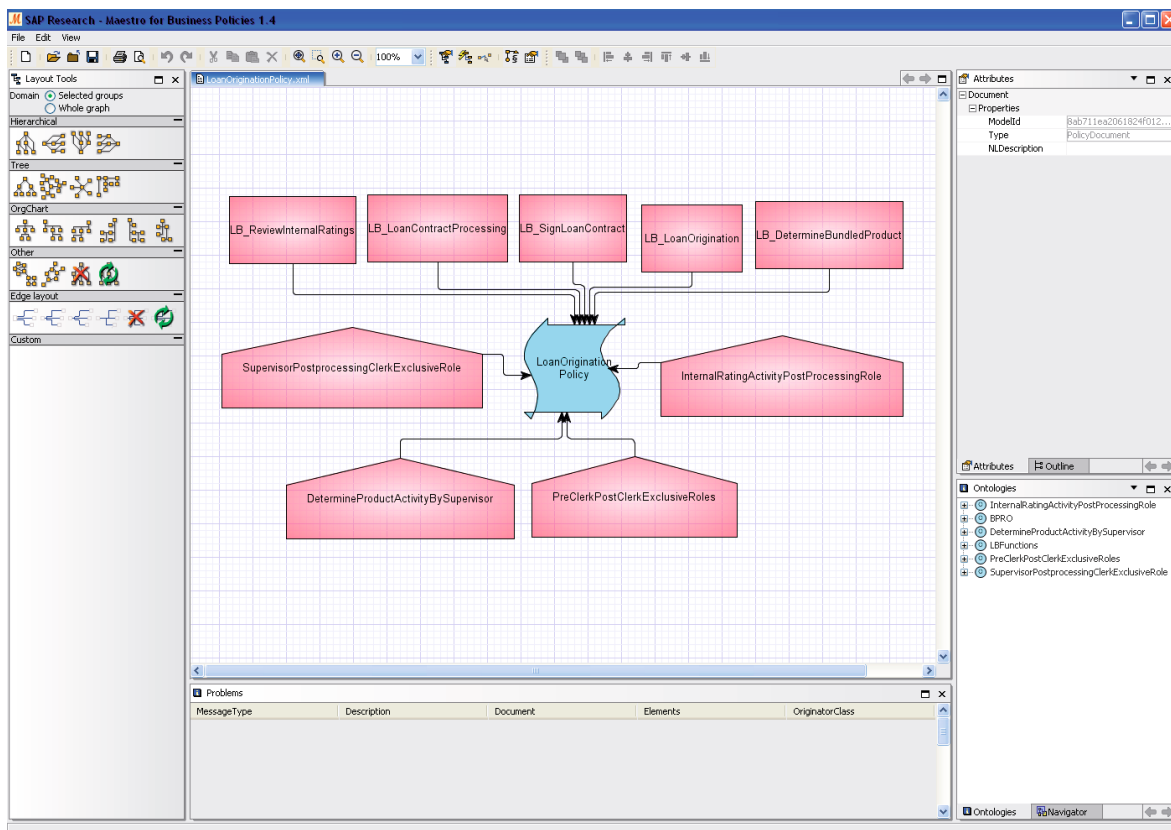 SAP Research - Maestro for Business Policies 1.4
File Edit View
100%
Layout Tools
LoanOriginationPolicy.xml
Attributes
Domain Selected groups
Whole graph
Hierarchical
Tree
OrgChart
Other
Edge layout
Custom
Document
Properties
ModelId 8ab711ea2061824f012...
Type PolicyDocument
NLDescription
LB_ReviewInternalRatings
LB_LoanContractProcessing
LB_SignLoanContract
LB_LoanOrigination
LB_DetermineBundledProduct
SupervisorPostprocessingClerkExclusiveRole
LoanOrigination
Policy
InternalRatingActivityPostProcessingRole
DetermineProductActivityBySupervisor
PreClerkPostClerkExclusiveRoles
Attributes Outline
Ontologies
InternalRatingActivityPostProcessingRole
BPRO
DetermineProductActivityBySupervisor
LBFunctions
PreClerkPostClerkExclusiveRoles
SupervisorPostprocessingClerkExclusiveRole
Problems
MessageType Description Document Elements OriginatorClass
Ontologies Navigator